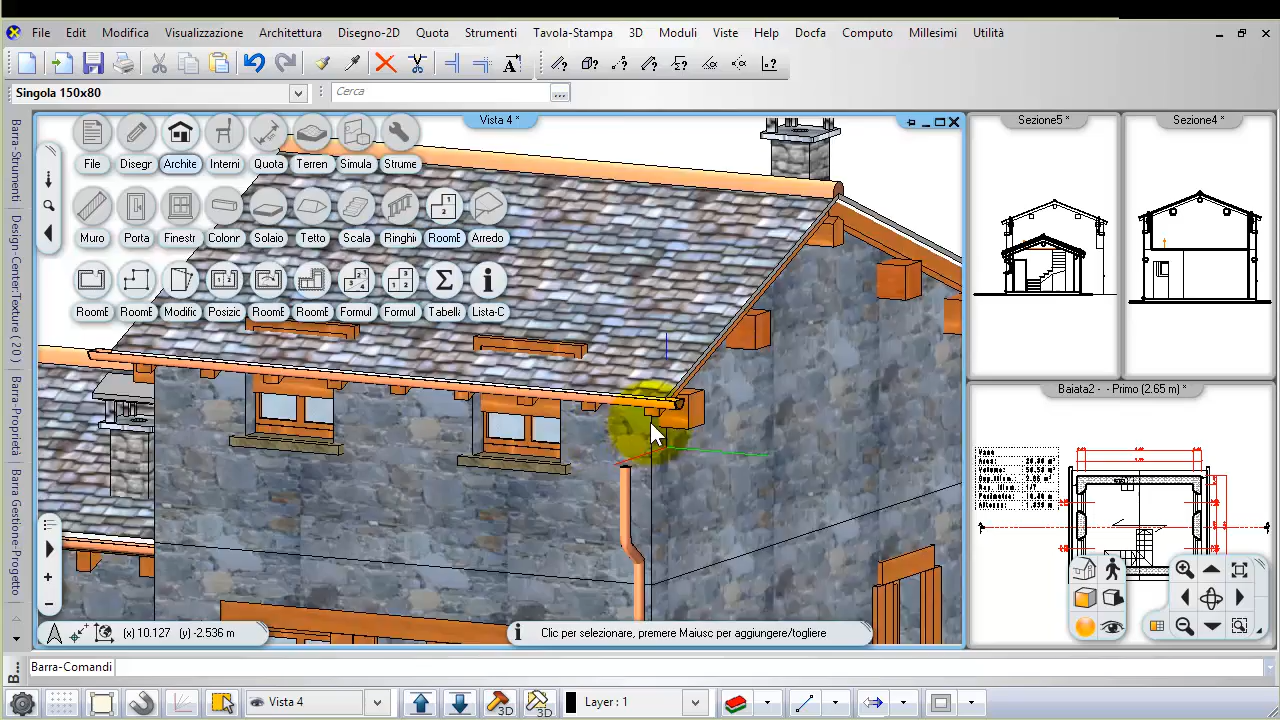 File Edit Modifica Visualizzazione Architettura Disegno-2D Quota Strumenti Tavola-Stampa 3D Moduli Viste Help Docfa Computo Millesimi Utilità
Singola 150x80
Cerca
Vista 4 *
Sezione5 *
Sezione4 *
File Disegr Archite Interni Quota Terren Simula Strume
Muro Porta Finestr Colonr Solaio Tetto Scala Ringhi RoomE Arredo
RoomE RoomE Modific Posizic RoomE RoomE Formul Formul Tabell Lista-C
Baiata2 - - Primo (2.65 m) *
Barra-Strumenti
Design-Center:Texture (2D)
Barra-Proprietà
Barra Gestione-Progetto
(x) 10.127 (y) -2.536 m
Clic per selezionare, premere Maiusc per aggiungere/togliere
Barra-Comandi
3D
3D
Vista 4
Layer : 1